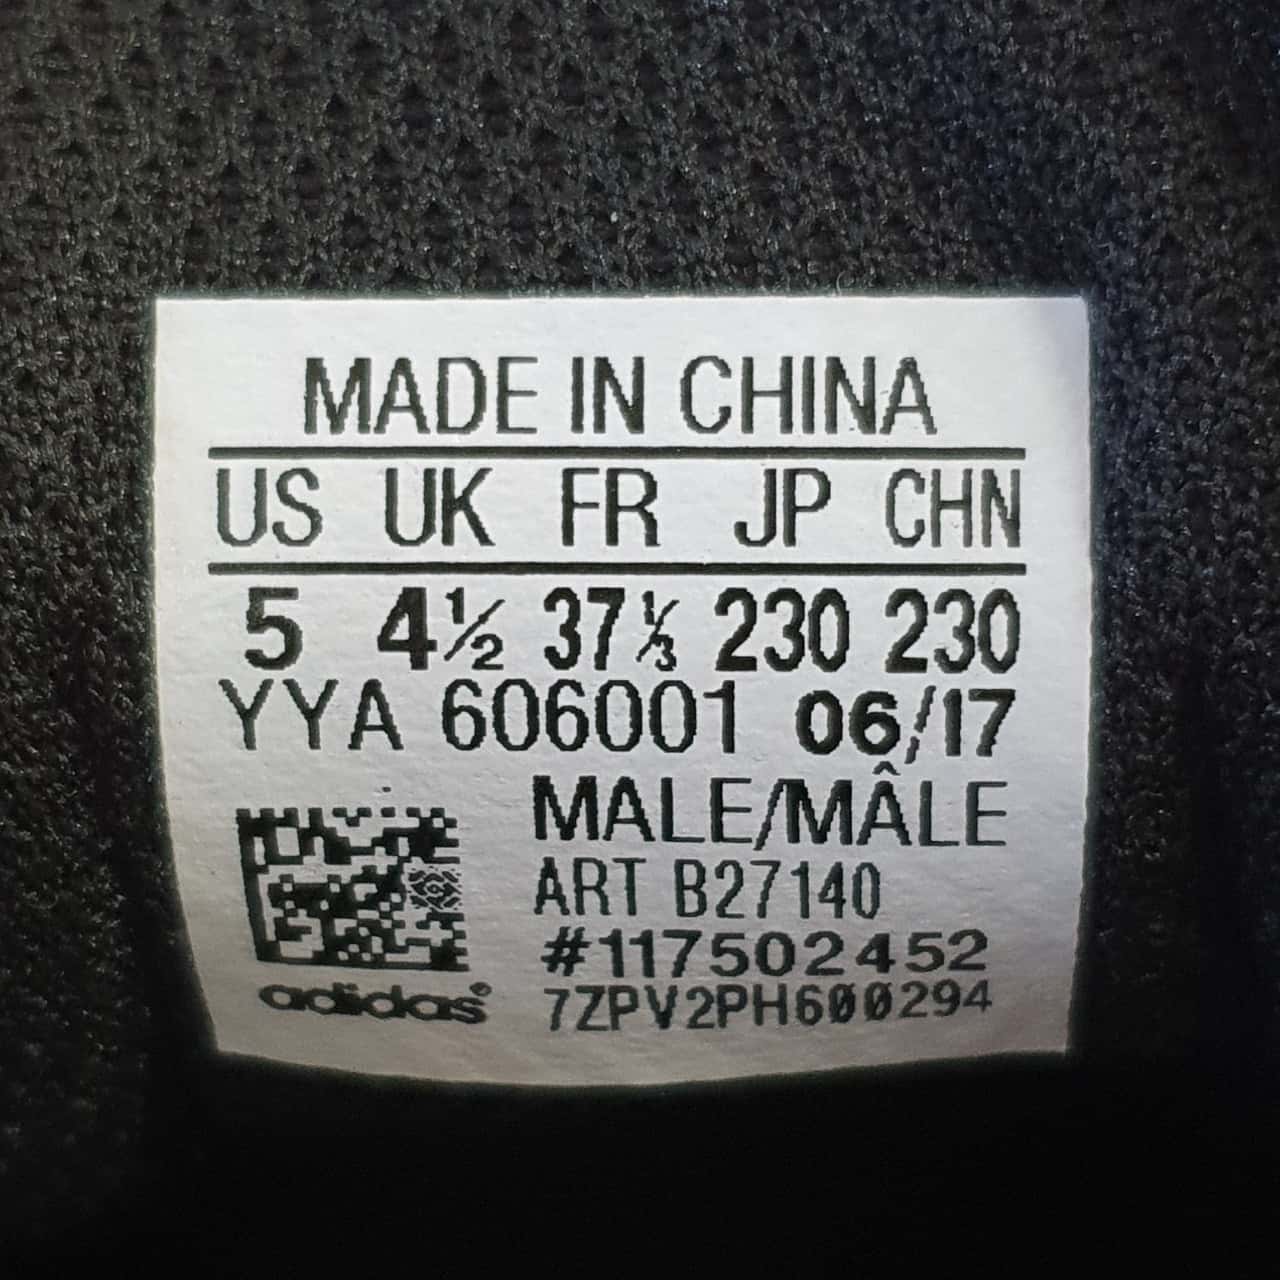 MADE IN CHINA
US UK FR JP CHN
5 4½ 37⅓ 230 230
YYA 606001 06/17
MALE/MÂLE
ART B27140
#117502452
adidas® 7ZPV2PH600294